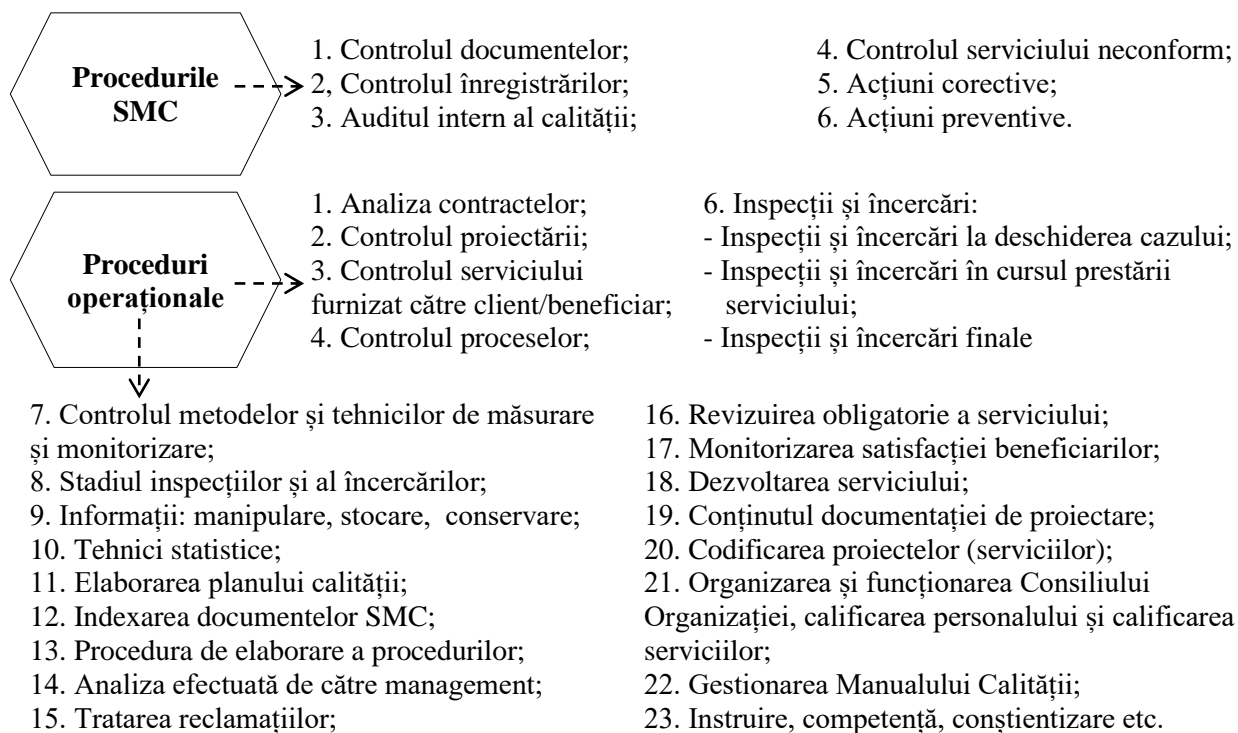 Procedurile
SMC
1. Controlul documentelor;
2, Controlul înregistrărilor;
3. Auditul intern al calității;
4. Controlul serviciului neconform;
5. Acțiuni corective;
6. Acțiuni preventive.
Proceduri
operaționale
1. Analiza contractelor;
2. Controlul proiectării;
3. Controlul serviciului
furnizat către client/beneficiar;
4. Controlul proceselor;
6. Inspecții și încercări:
- Inspecții și încercări la deschiderea cazului;
- Inspecții și încercări în cursul prestării
serviciului;
- Inspecții și încercări finale
7. Controlul metodelor și tehnicilor de măsurare
și monitorizare;
8. Stadiul inspecțiilor și al încercărilor;
9. Informații: manipulare, stocare, conservare;
10. Tehnici statistice;
11. Elaborarea planului calității;
12. Indexarea documentelor SMC;
13. Procedura de elaborare a procedurilor;
14. Analiza efectuată de către management;
15. Tratarea reclamațiilor;
16. Revizuirea obligatorie a serviciului;
17. Monitorizarea satisfacției beneficiarilor;
18. Dezvoltarea serviciului;
19. Conținutul documentației de proiectare;
20. Codificarea proiectelor (serviciilor);
21. Organizarea și funcționarea Consiliului
Organizației, calificarea personalului și calificarea
serviciilor;
22. Gestionarea Manualului Calității;
23. Instruire, competență, conștientizare etc.